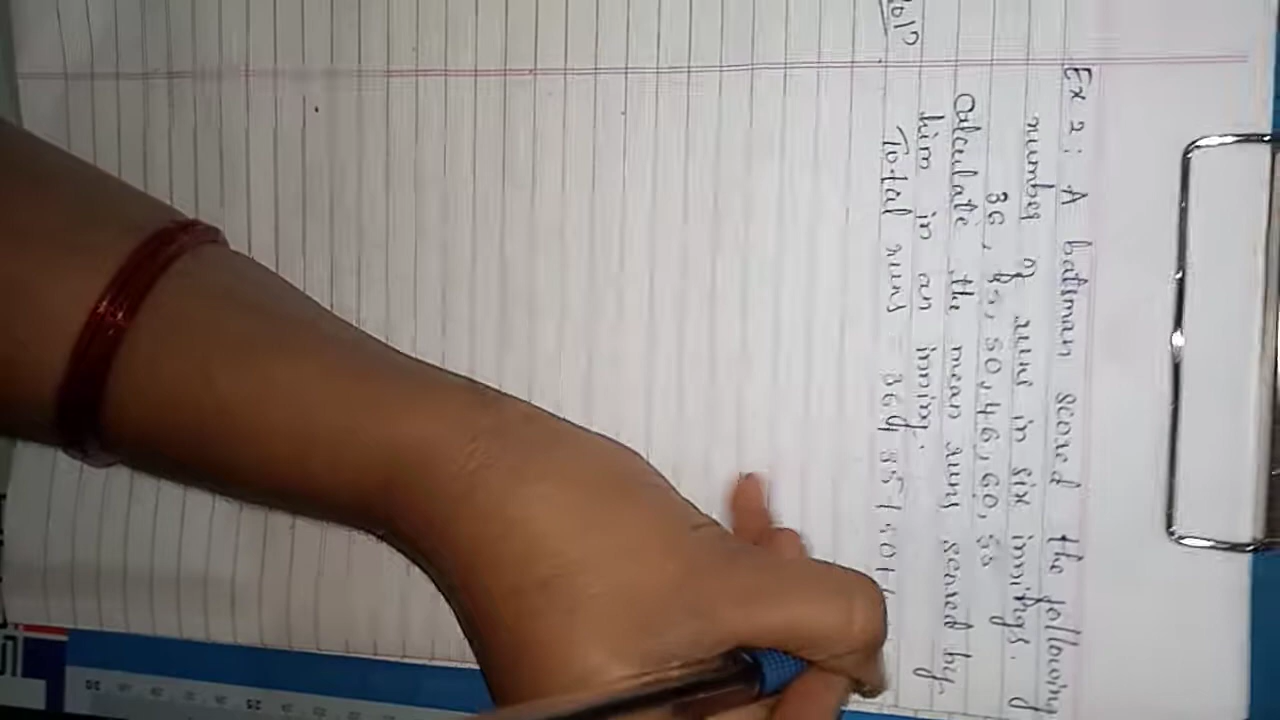 Ex 2: A batsman scored the following
number of runs in six innings.
36, 35, 50, 46, 60, 55
Calculate the mean runs scored by
him in an inning.
Total runs = 36+35+50+